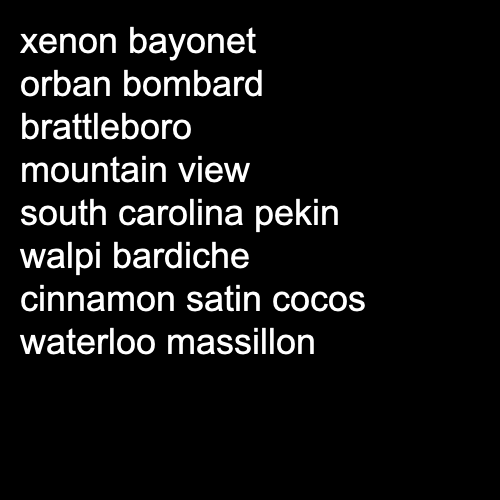 xenon bayonet
orban bombard
brattleboro
mountain view
south carolina pekin
walpi bardiche
cinnamon satin cocos
waterloo massillon